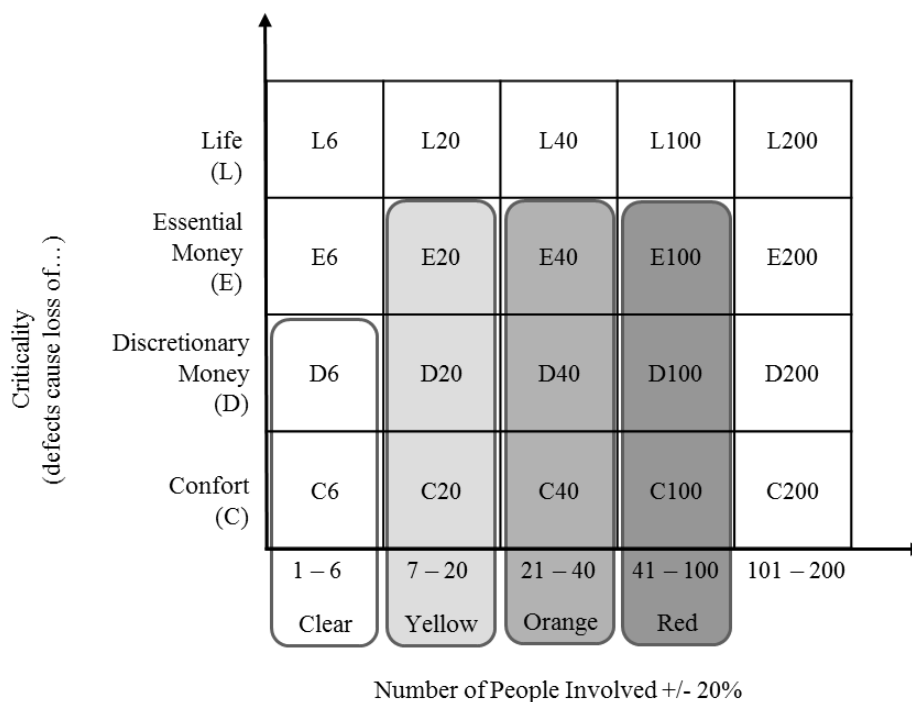 Life
(L)
L6 L20 L40 L100 L200
Essential
Money
(E)
E6 E20 E40 E100 E200
Discretionary
Money
(D)
D6 D20 D40 D100 D200
Confort
(C)
C6 C20 C40 C100 C200
Criticality
(defects cause loss of…)
1 – 6 7 – 20 21 – 40 41 – 100 101 – 200
Clear Yellow Orange Red
Number of People Involved +/- 20%